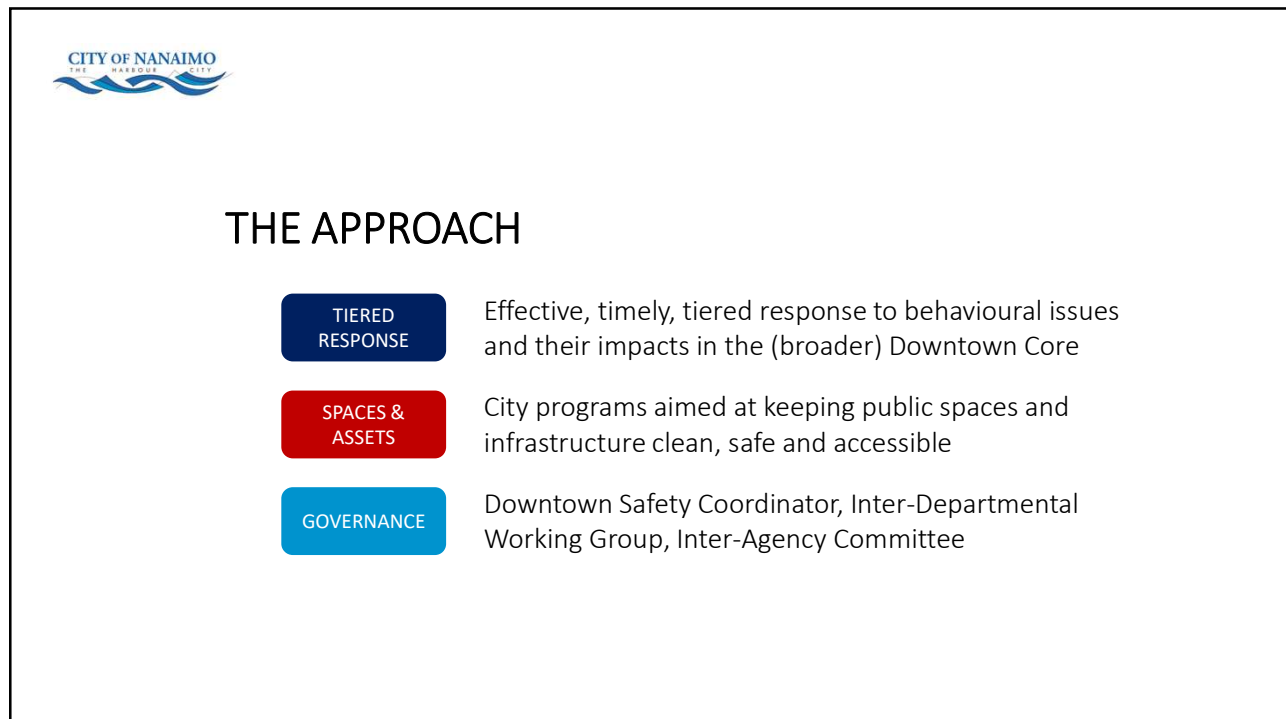 CITY OF NANAIMO
THE HARBOUR CITY
THE APPROACH
TIERED
RESPONSE
Effective, timely, tiered response to behavioural issues
and their impacts in the (broader) Downtown Core
SPACES &
ASSETS
City programs aimed at keeping public spaces and
infrastructure clean, safe and accessible
GOVERNANCE
Downtown Safety Coordinator, Inter-Departmental
Working Group, Inter-Agency Committee